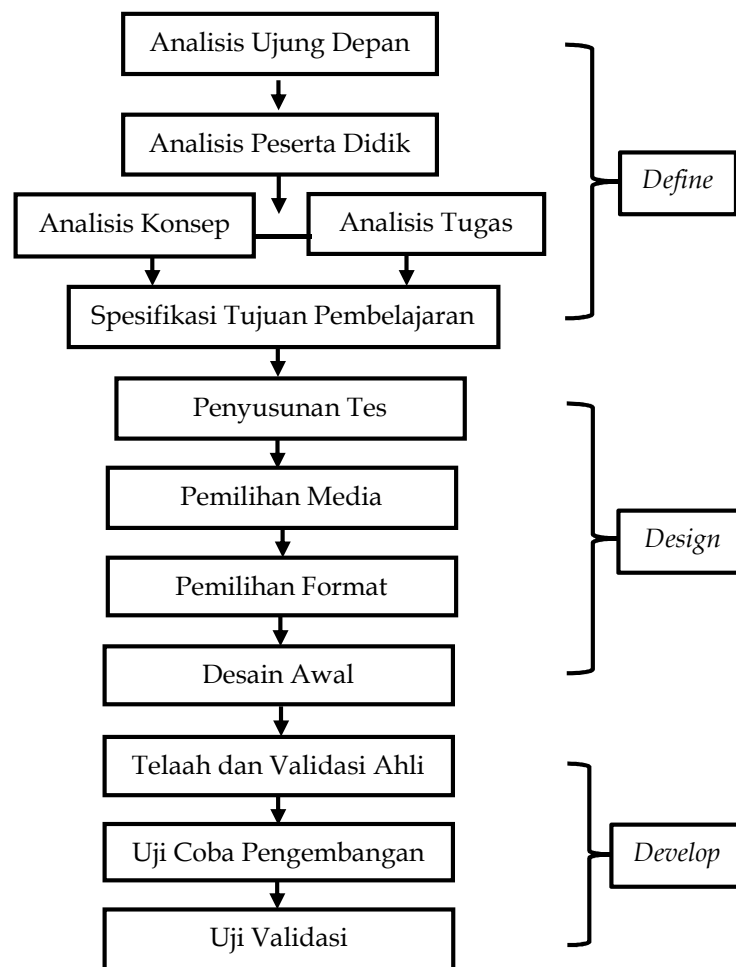 Analisis Ujung Depan
Analisis Peserta Didik
Define
Analisis Konsep
Analisis Tugas
Spesifikasi Tujuan Pembelajaran
Penyusunan Tes
Pemilihan Media
Design
Pemilihan Format
Desain Awal
Telaah dan Validasi Ahli
Uji Coba Pengembangan
Develop
Uji Validasi